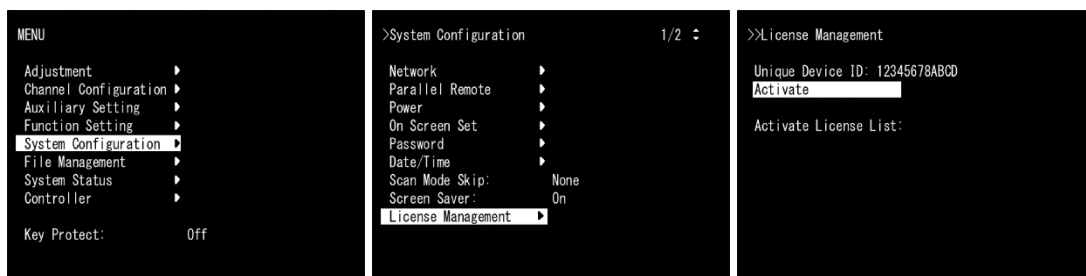 MENU
Adjustment
Channel Configuration
Auxiliary Setting
Function Setting
System Configuration
File Management
System Status
Controller
Key Protect: Off
>System Configuration 1/2
Network
Parallel Remote
Power
On Screen Set
Password
Date/Time
Scan Mode Skip: None
Screen Saver: On
License Management
>>License Management
Unique Device ID: 12345678ABCD
Activate
Activate License List: